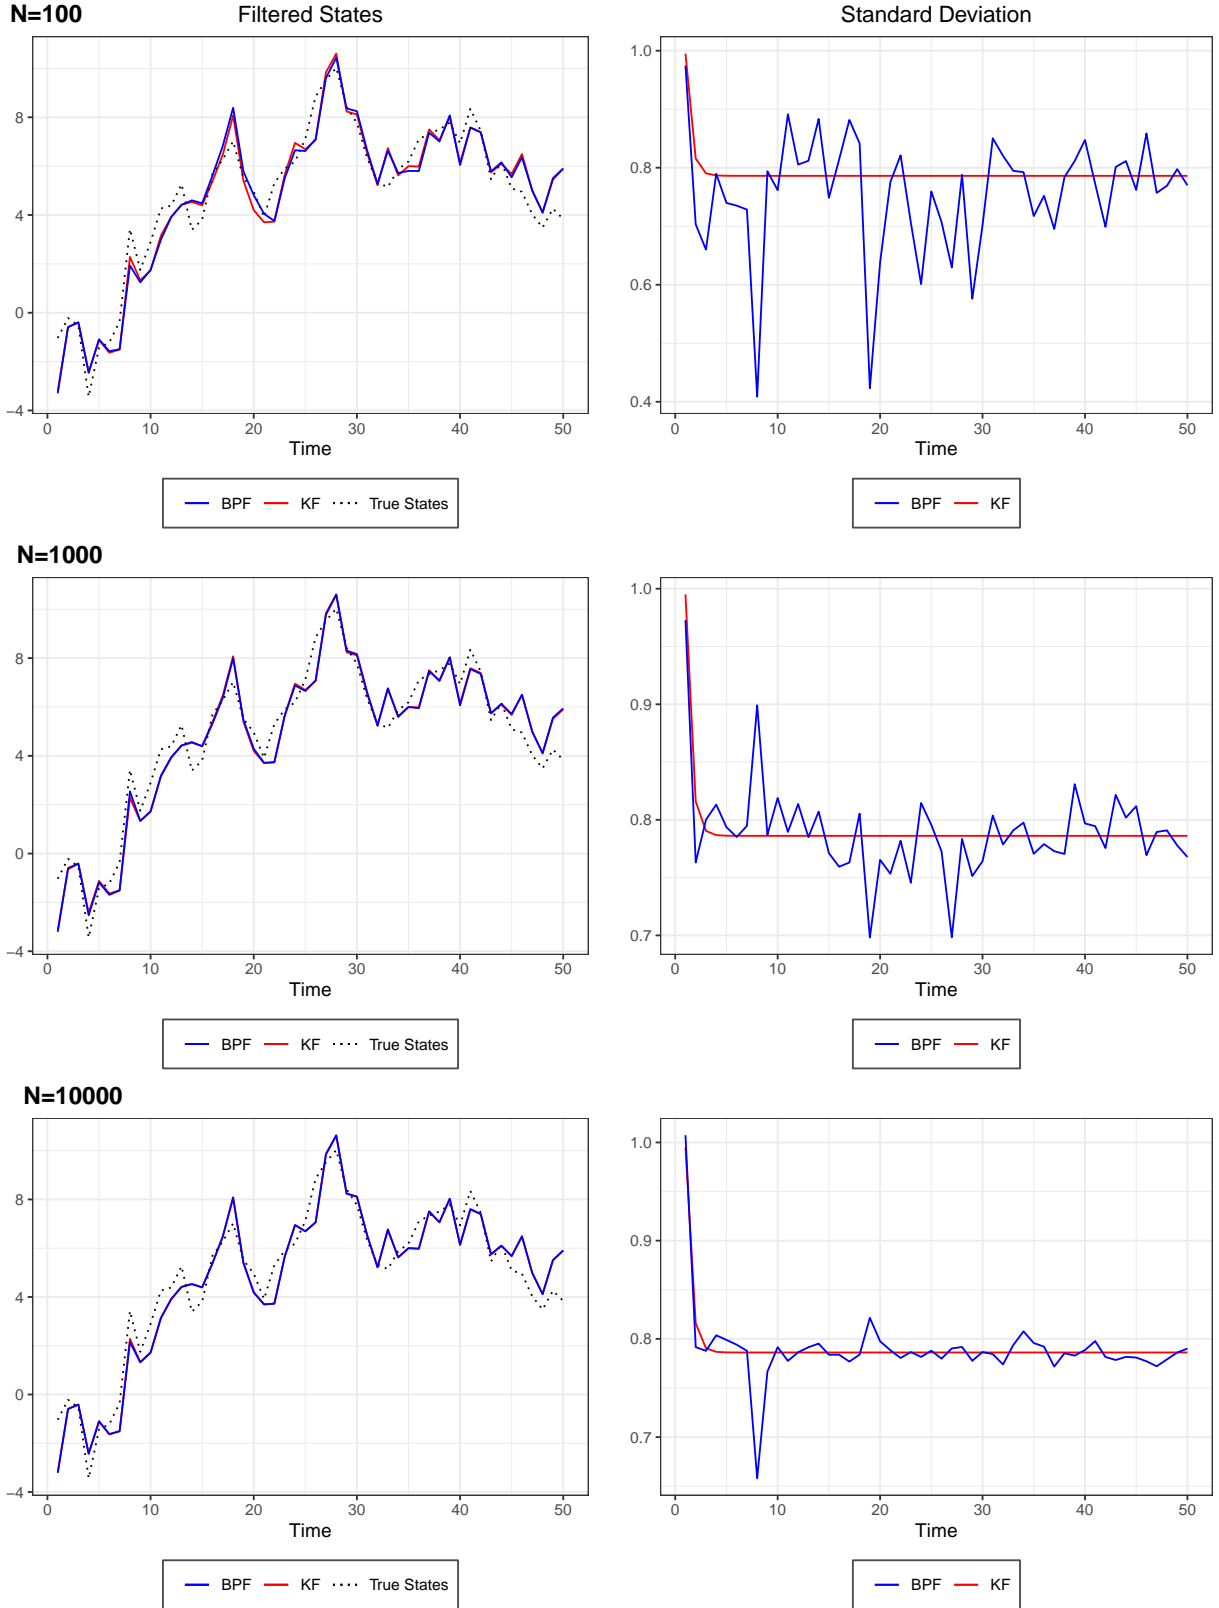 N=100
Filtered States
Standard Deviation
8
4
0
−4
0 10 20 30 40 50
Time
BPF KF True States
1.0
0.8
0.6
0.4
0 10 20 30 40 50
Time
BPF KF
N=1000
8
4
0
−4
0 10 20 30 40 50
Time
BPF KF True States
1.0
0.9
0.8
0.7
0 10 20 30 40 50
Time
BPF KF
N=10000
8
4
0
−4
0 10 20 30 40 50
Time
BPF KF True States
1.0
0.9
0.8
0.7
0 10 20 30 40 50
Time
BPF KF